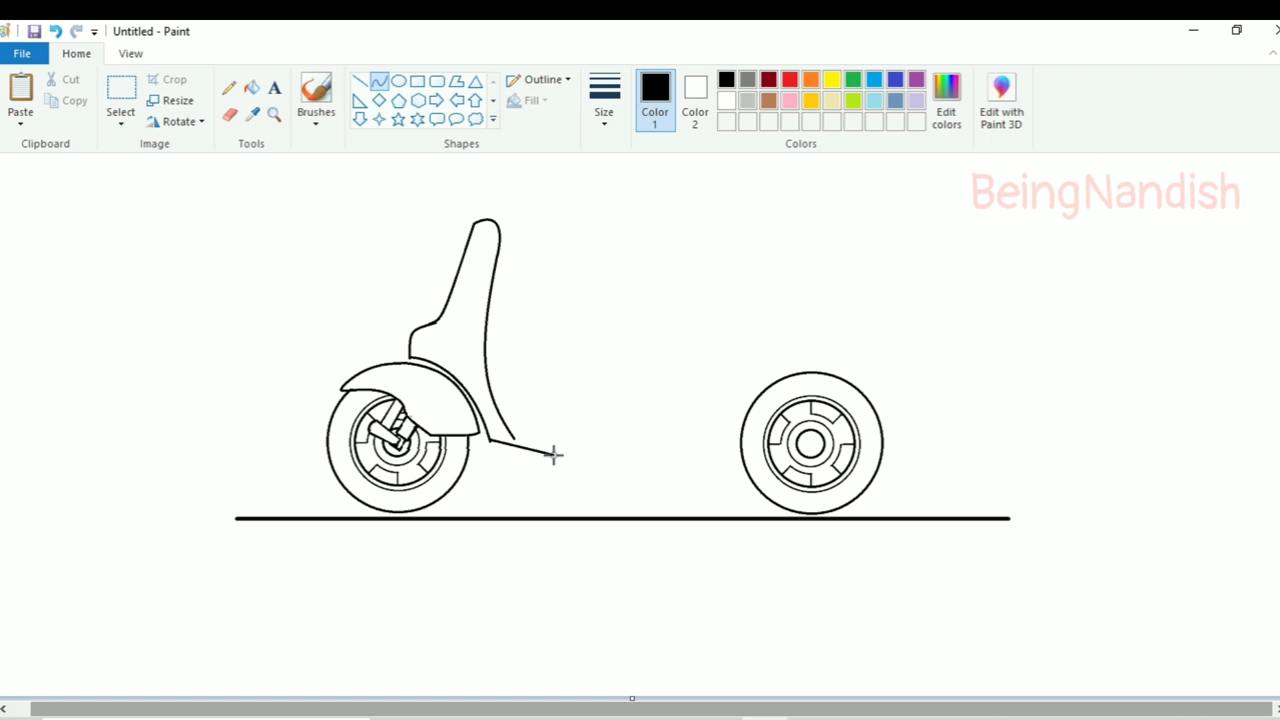 Untitled - Paint
File Home View
Paste Cut Copy Select Crop Resize Rotate Brushes Outline Fill Size Color 1 Color 2 Edit colors Edit with Paint 3D
Clipboard Image Tools Shapes Colors
BeingNandish